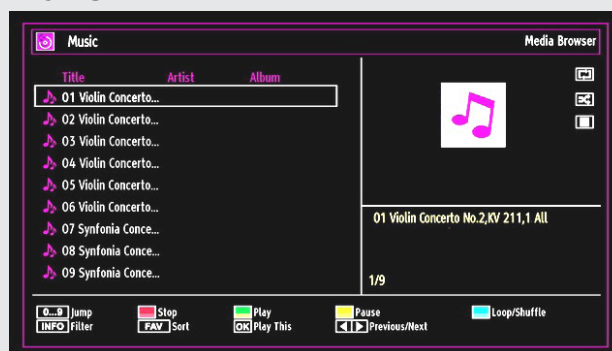 Music
Media Browser
Title Artist Album
01 Violin Concerto...
02 Violin Concerto...
03 Violin Concerto...
04 Violin Concerto...
05 Violin Concerto...
06 Violin Concerto...
07 Synfonia Conce...
08 Synfonia Conce...
09 Synfonia Conce...
01 Violin Concerto No.2,KV 211,1 All
1/9
0...9 Jump Stop Play Pause Loop/Shuffle
INFO Filter FAV Sort OK Play This Previous/Next